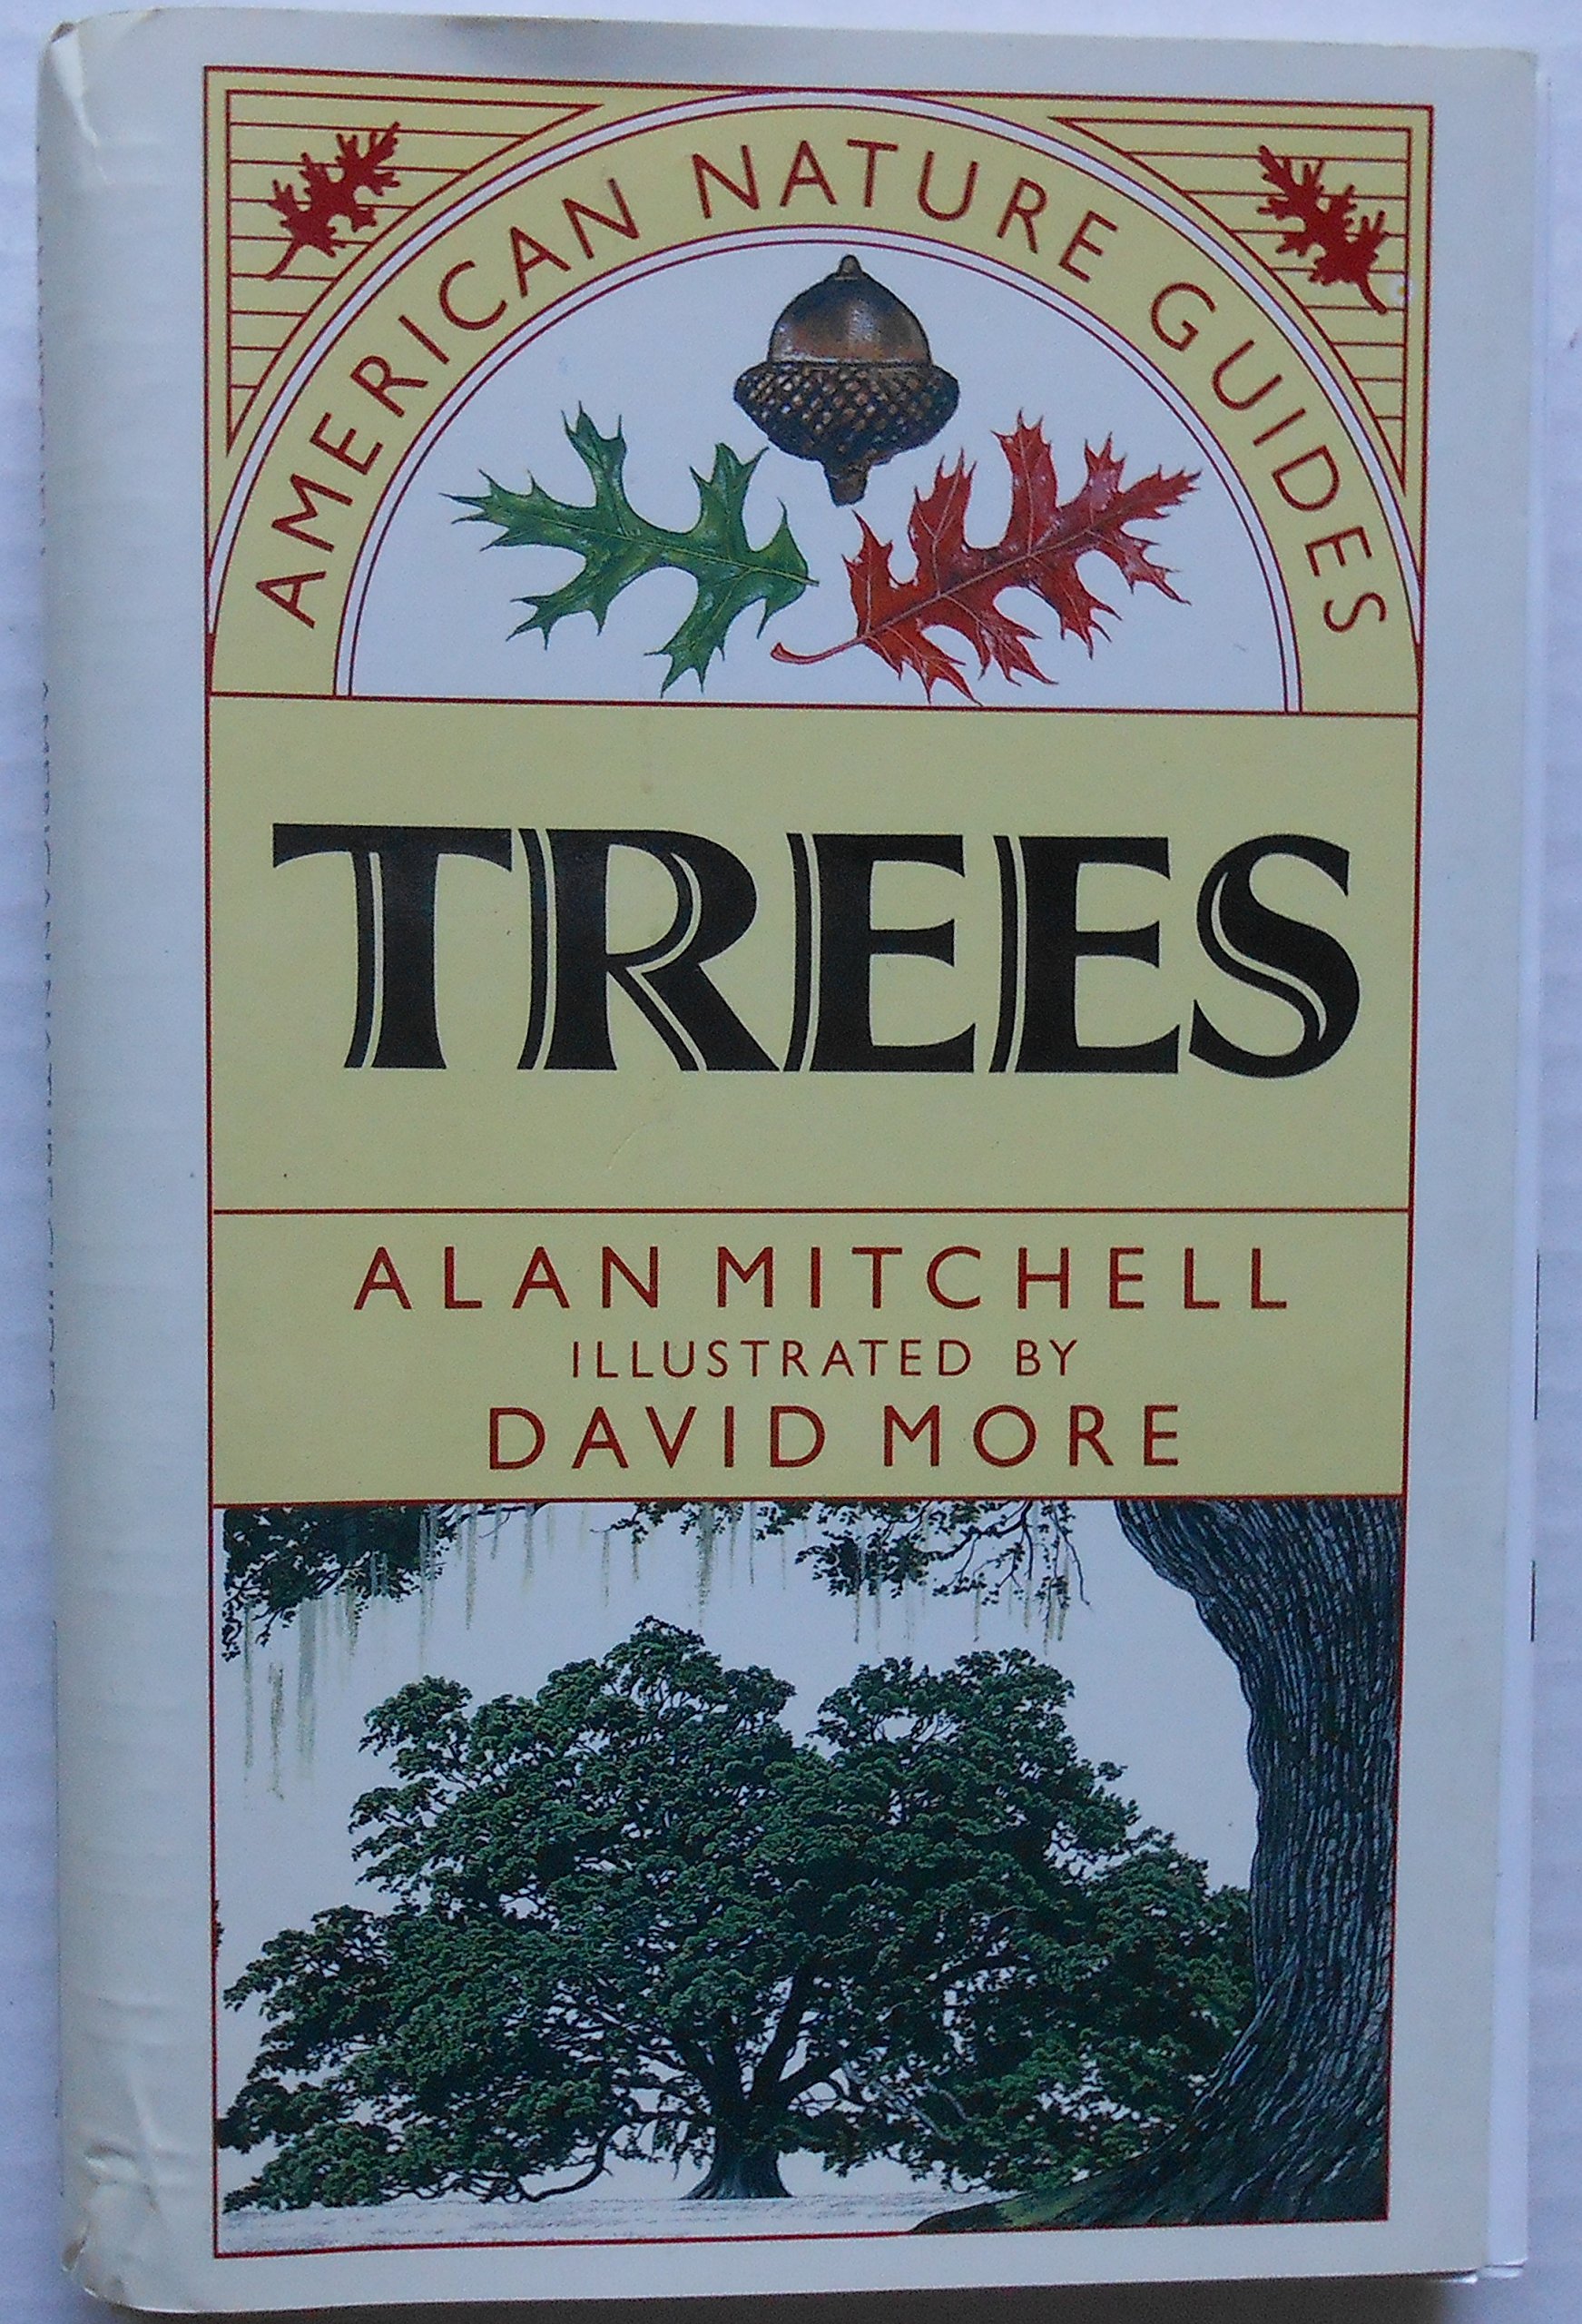 AMERICAN NATURE GUIDES
TREES
ALAN MITCHELL
ILLUSTRATED BY
DAVID MORE